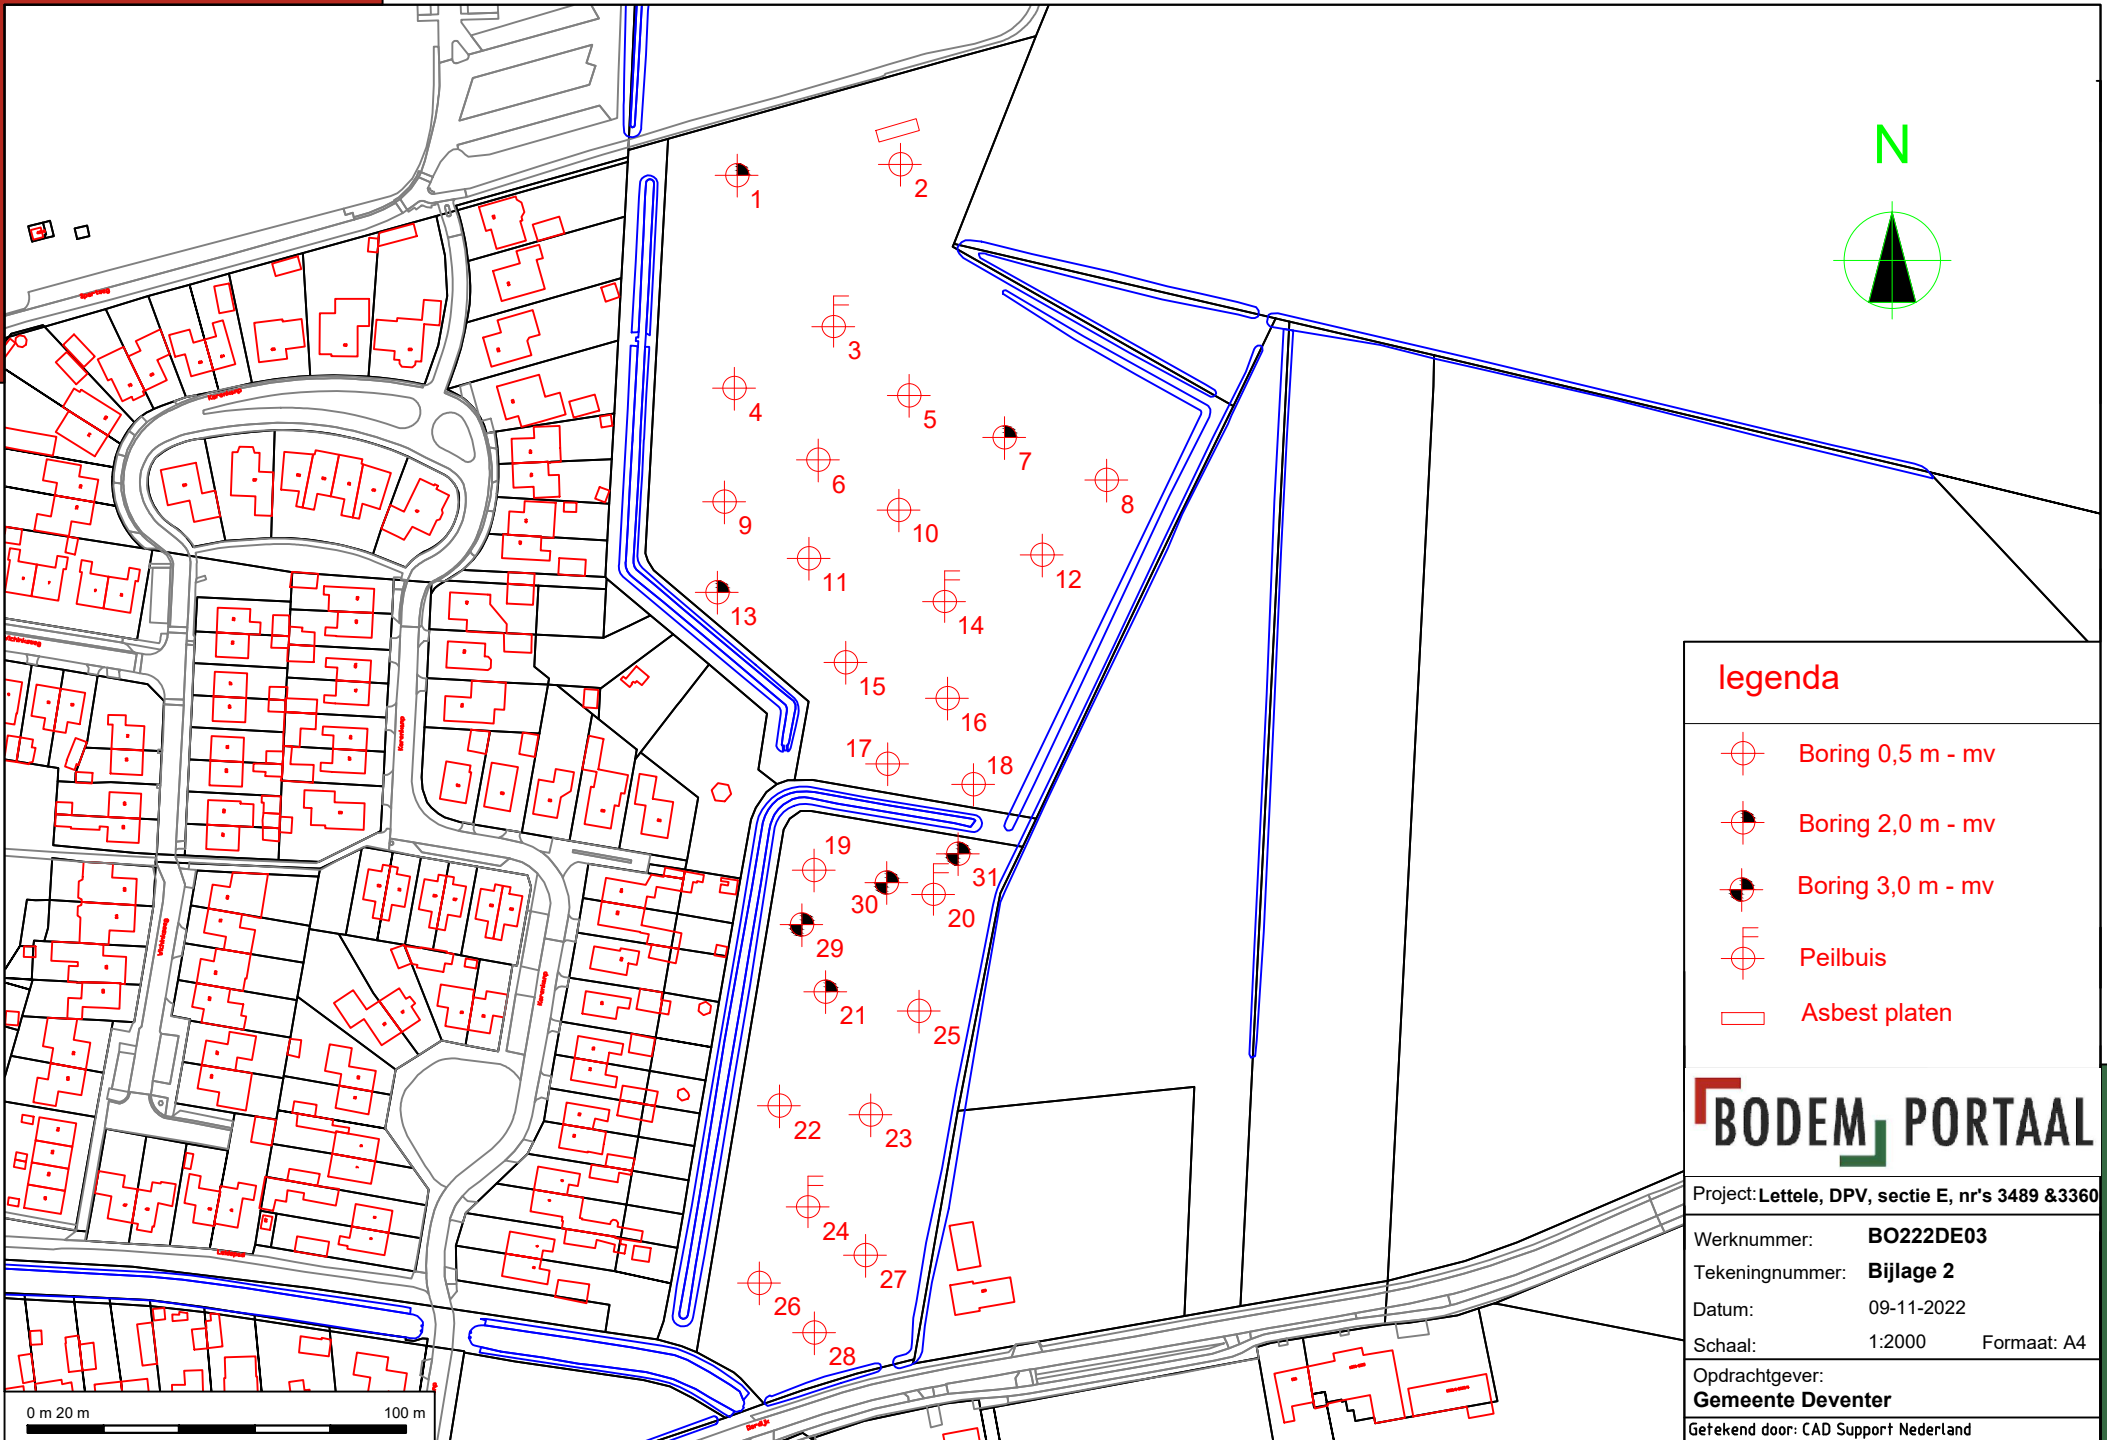 N
1
2
3
4
5
6
7
8
9
10
11
12
13
14
15
16
17
18
19
20
21
22
23
24
25
26
27
28
29
30
31
legenda
Boring 0,5 m - mv
Boring 2,0 m - mv
Boring 3,0 m - mv
Peilbuis
Asbest platen
BODEM PORTAAL
Project: Lettele, DPV, sectie E, nr's 3489 &3360
Werknummer: BO222DE03
Tekeningnummer: Bijlage 2
Datum: 09-11-2022
Schaal: 1:2000 Formaat: A4
Opdrachtgever:
Gemeente Deventer
Getekend door: CAD Support Nederland
0 m 20 m 100 m